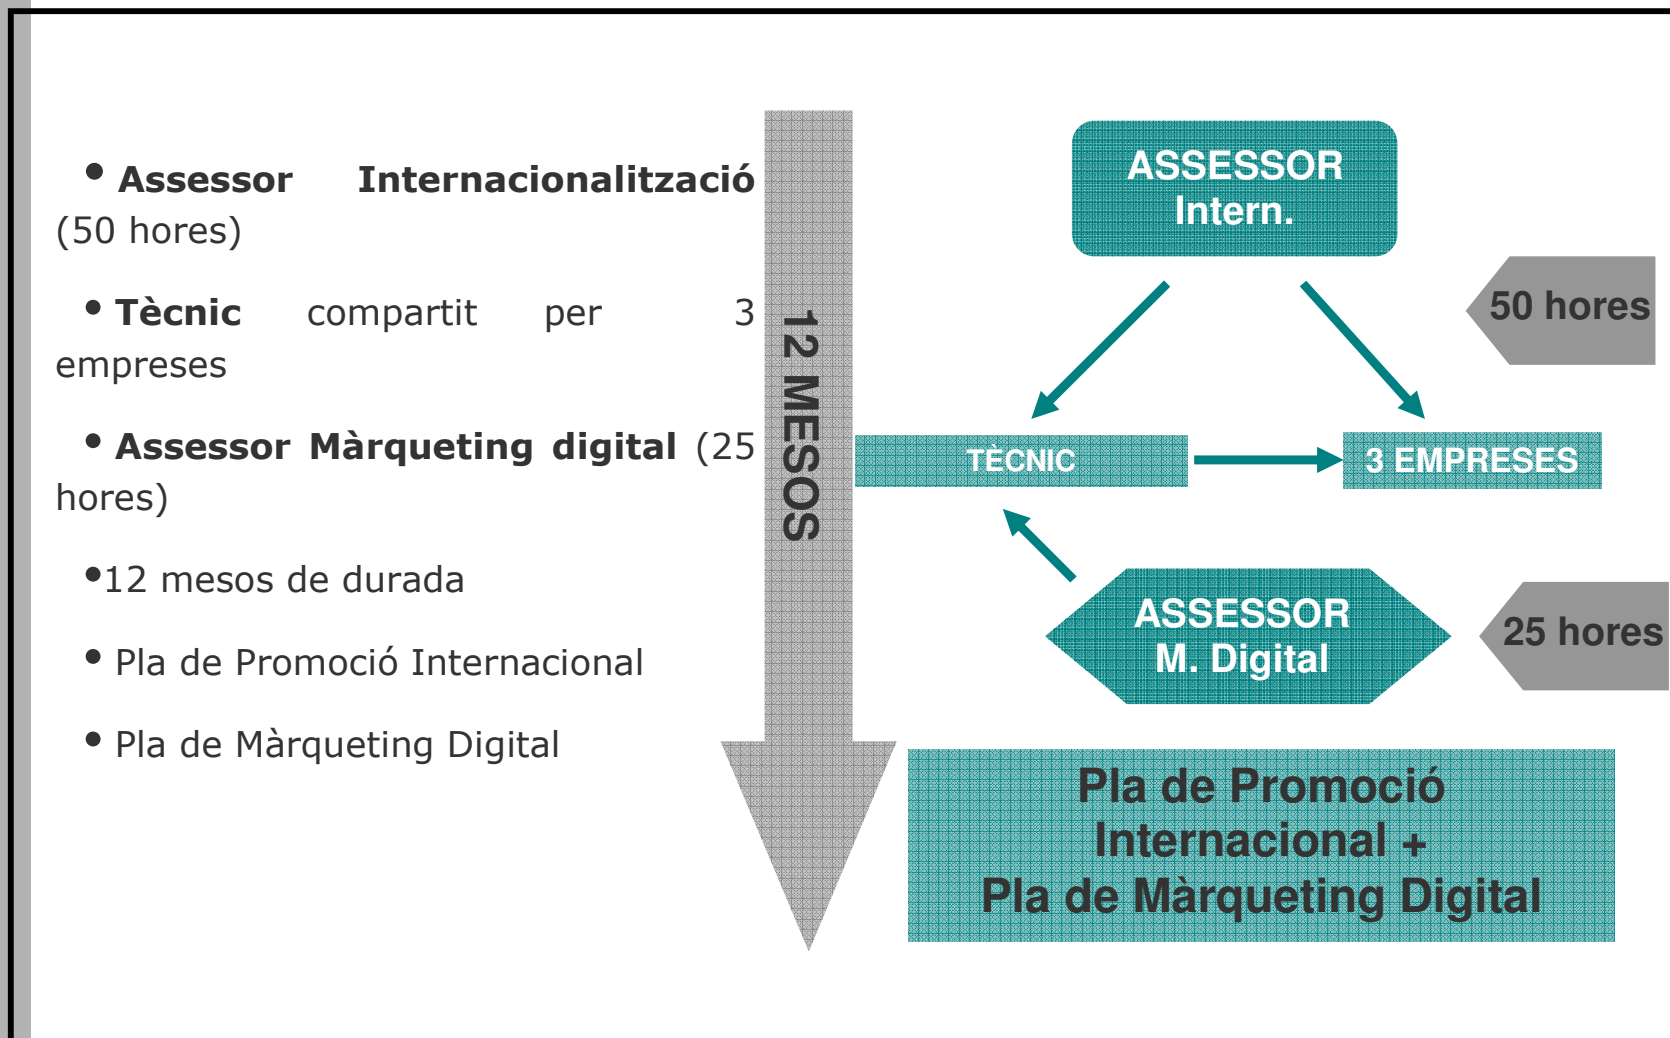 • Assessor Internacionalització
(50 hores)
• Tècnic compartit per 3
empreses
• Assessor Màrqueting digital (25
hores)
•12 mesos de durada
• Pla de Promoció Internacional
• Pla de Màrqueting Digital
12 MESOS
ASSESSOR
Intern.
50 hores
TÈCNIC
3 EMPRESES
ASSESSOR
M. Digital
25 hores
Pla de Promoció
Internacional +
Pla de Màrqueting Digital